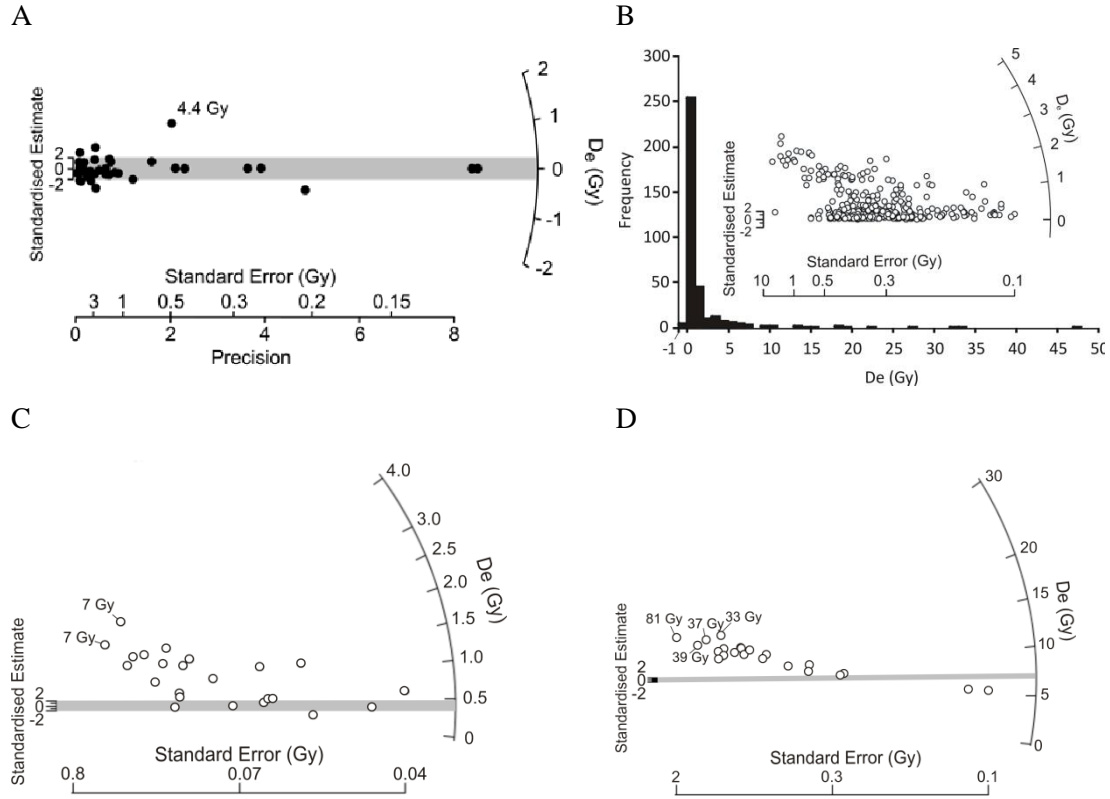 A
Standardised Estimate
2
0
-2
4.4 Gy
2
1
0
-1
-2
De (Gy)
Standard Error (Gy)
3 1 0.5 0.3 0.2 0.15
0 2 4 6 8
Precision
B
300
250
200
150
100
50
0
Frequency
-1 0 5 10 15 20 25 30 35 40 45 50
De (Gy)
Standardised Estimate
2
0
-2
5
4
3
2
1
0
De (Gy)
Standard Error (Gy)
10 1 0.5 0.3 0.1
C
Standardised Estimate
2
0
-2
7 Gy
7 Gy
4.0
3.0
2.5
2.0
1.5
1.0
0.5
0
De (Gy)
Standard Error (Gy)
0.8 0.07 0.04
D
Standardised Estimate
2
0
-2
81 Gy 37 Gy 33 Gy
39 Gy
30
20
15
10
5
0
De (Gy)
Standard Error (Gy)
2 0.3 0.1